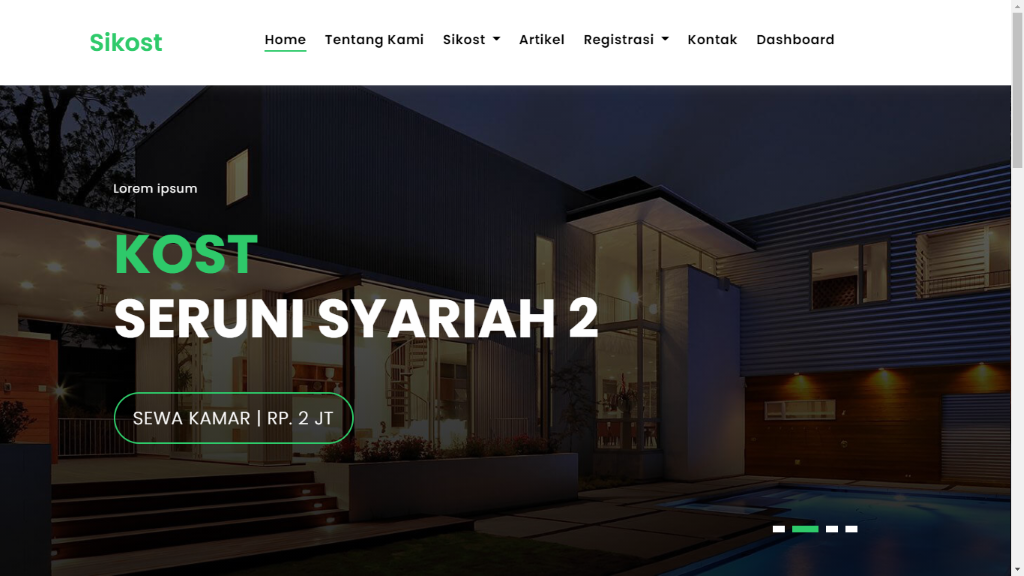 Sikost
Home Tentang Kami Sikost Artikel Registrasi Kontak Dashboard
Lorem ipsum
KOST
SERUNI SYARIAH 2
SEWA KAMAR | RP. 2 JT